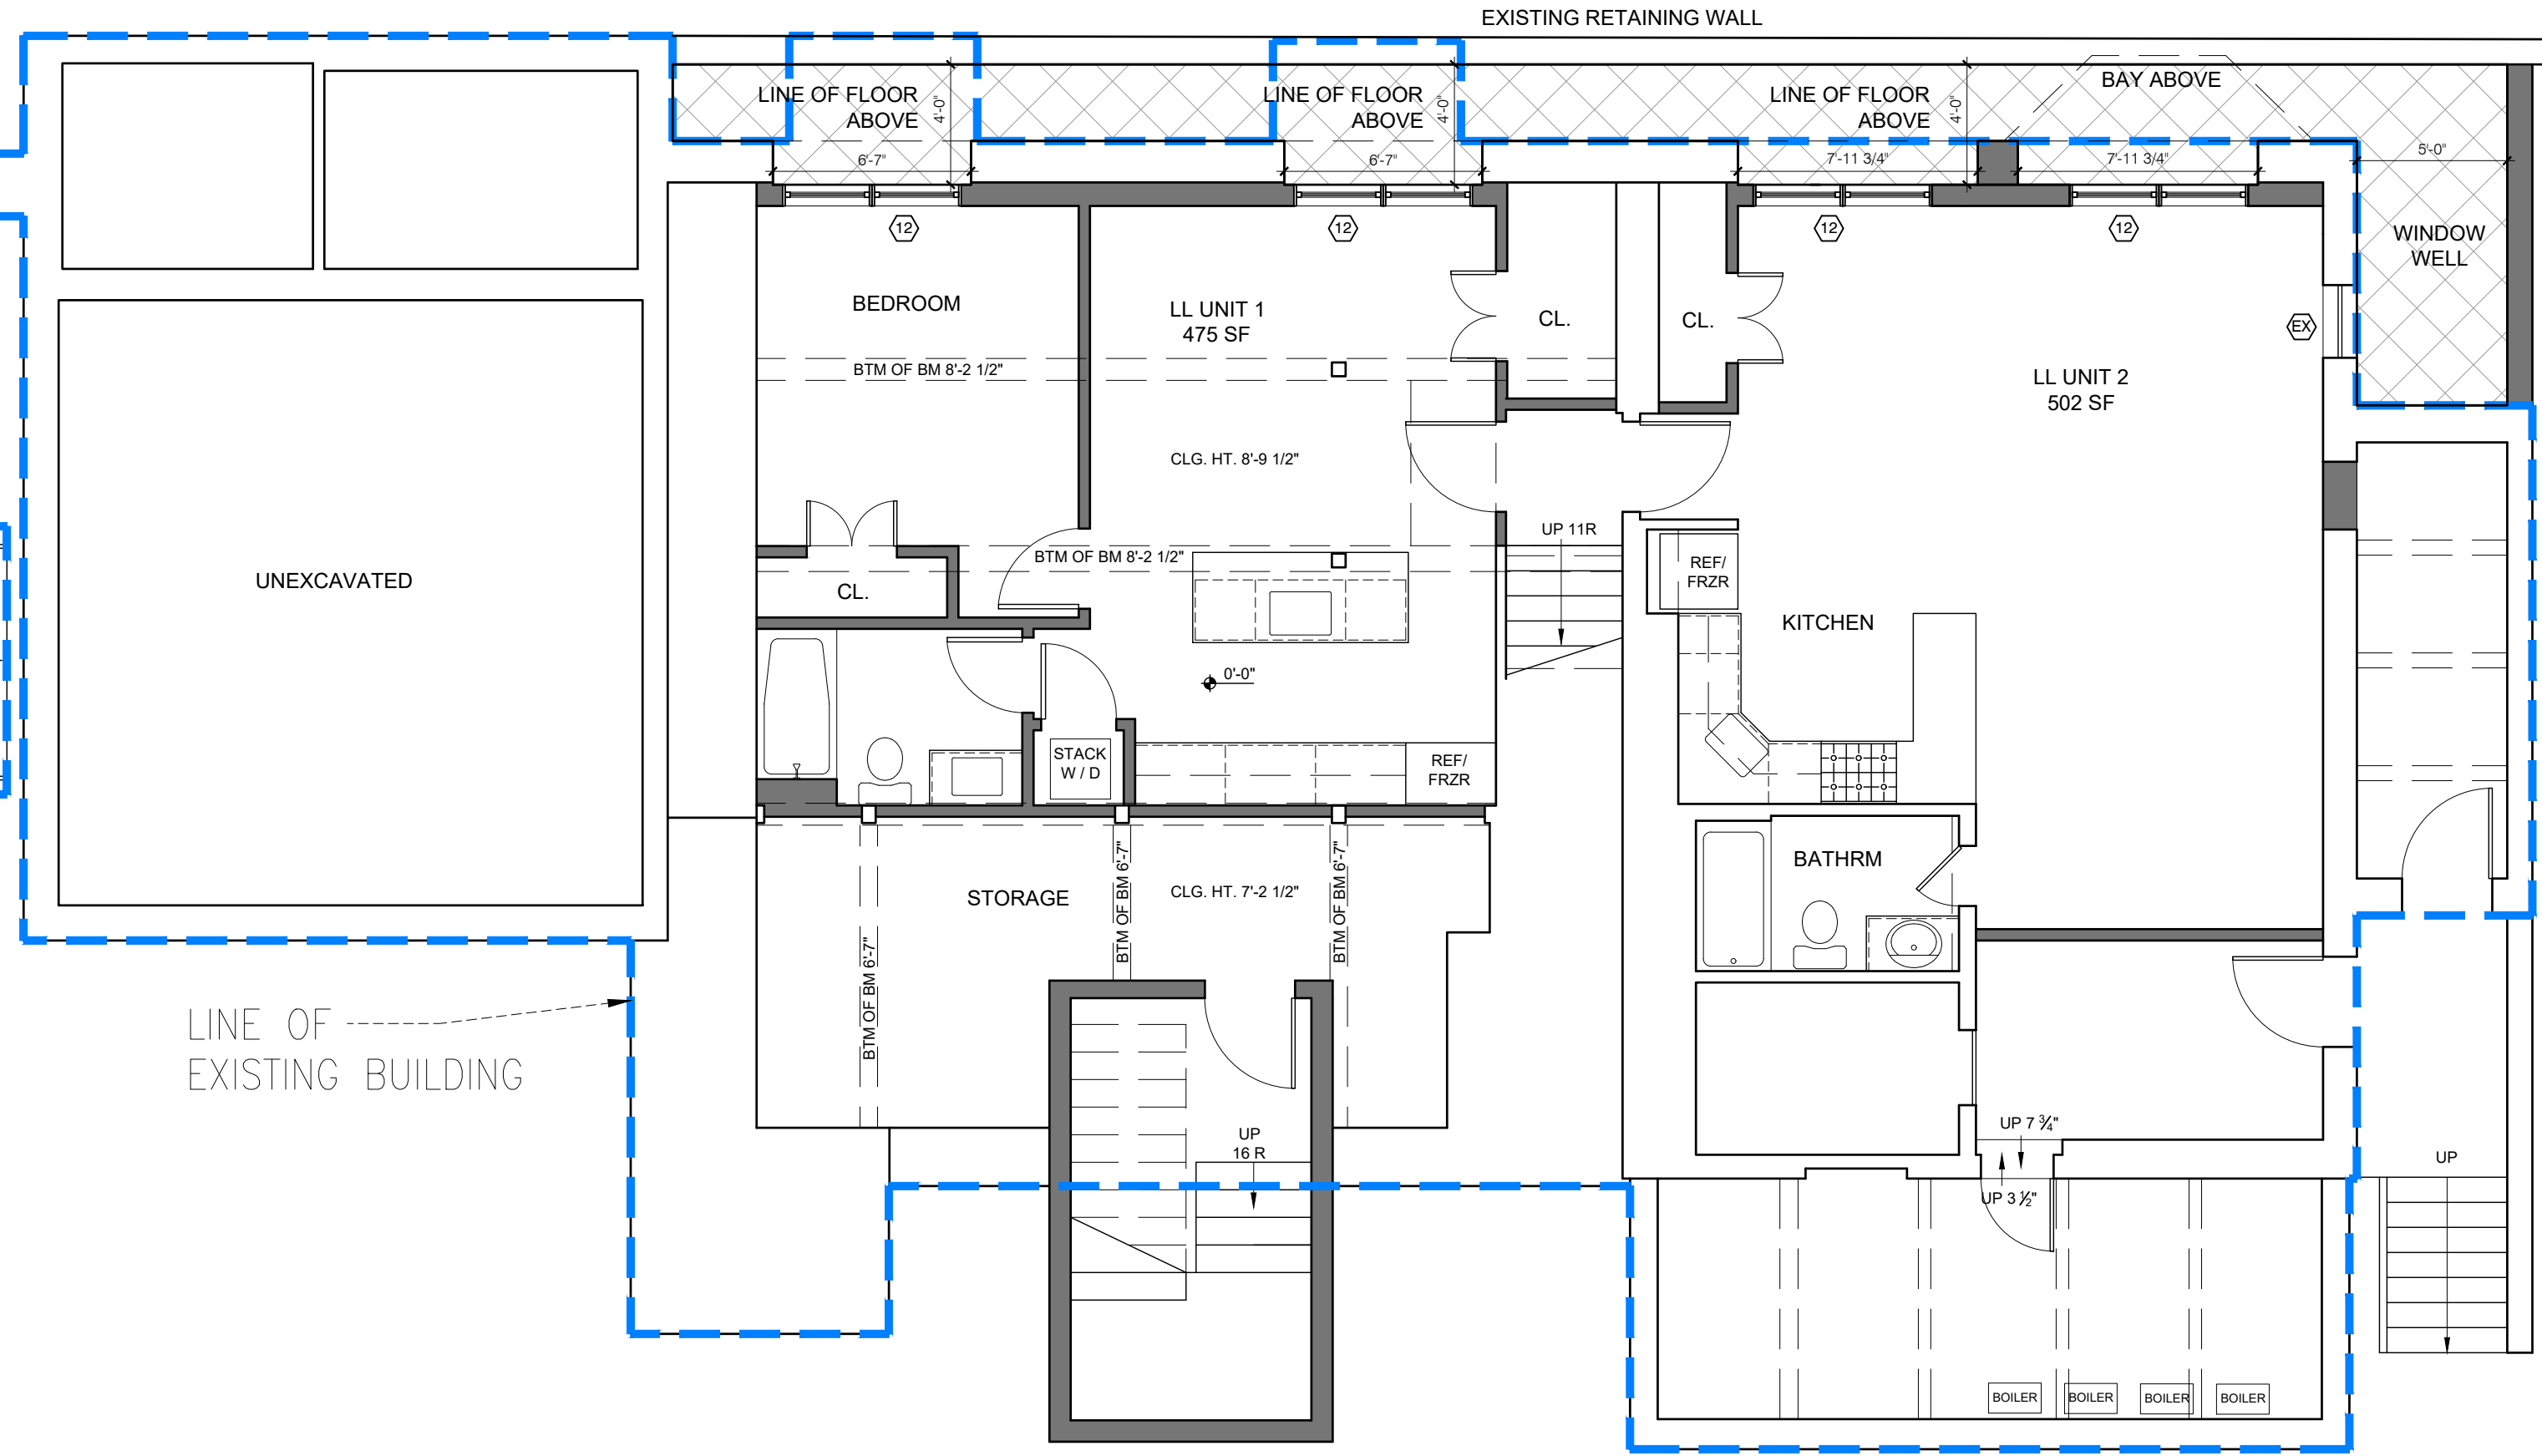 EXISTING RETAINING WALL
LINE OF FLOOR
ABOVE
4'-0"
LINE OF FLOOR
ABOVE
4'-0"
LINE OF FLOOR
ABOVE
4'-0"
BAY ABOVE
6'-7"
6'-7"
7'-11 3/4"
7'-11 3/4"
5'-0"
12
12
12
12
WINDOW
WELL
BEDROOM
LL UNIT 1
475 SF
CL.
CL.
EX
BTM OF BM 8'-2 1/2"
LL UNIT 2
502 SF
CLG. HT. 8'-9 1/2"
UP 11R
BTM OF BM 8'-2 1/2"
REF/
FRZR
UNEXCAVATED
CL.
KITCHEN
0'-0"
STACK
W / D
REF/
FRZR
BATHRM
STORAGE
CLG. HT. 7'-2 1/2"
BTM OF BM 6'-7"
BTM OF BM 6'-7"
BTM OF BM 6'-7"
LINE OF
EXISTING BUILDING
UP
16 R
UP 7 3/4"
UP 3 1/2"
UP
BOILER
BOILER
BOILER
BOILER